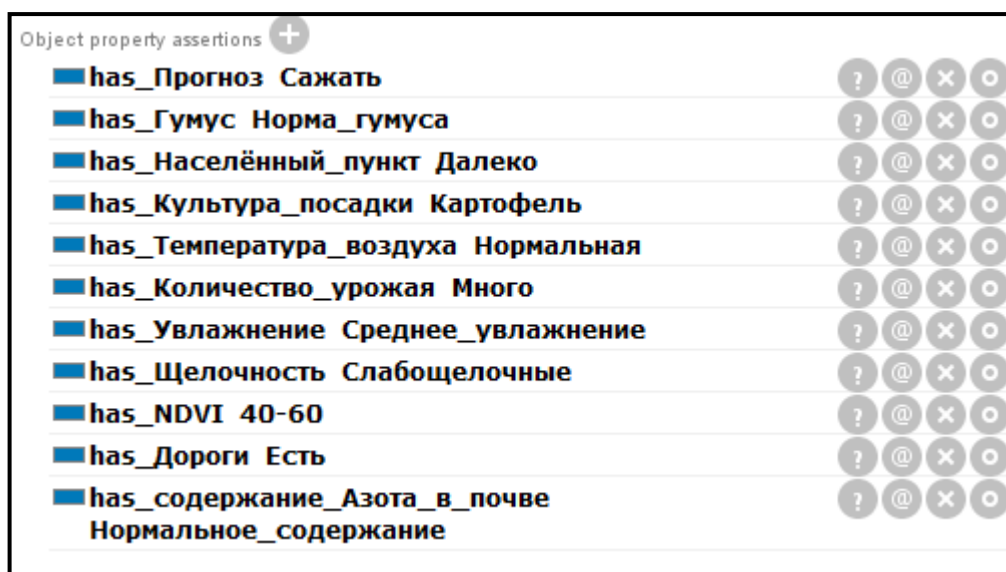 Object property assertions
has_Прогноз Сажать
has_Гумус Норма_гумуса
has_Населённый_пункт Далеко
has_Культура_посадки Картофель
has_Температура_воздуха Нормальная
has_Количество_урожая Много
has_Увлажнение Среднее_увлажнение
has_Щелочность Слабощелочные
has_NDVI 40-60
has_Дороги Есть
has_содержание_Азота_в_почве
Нормальное_содержание